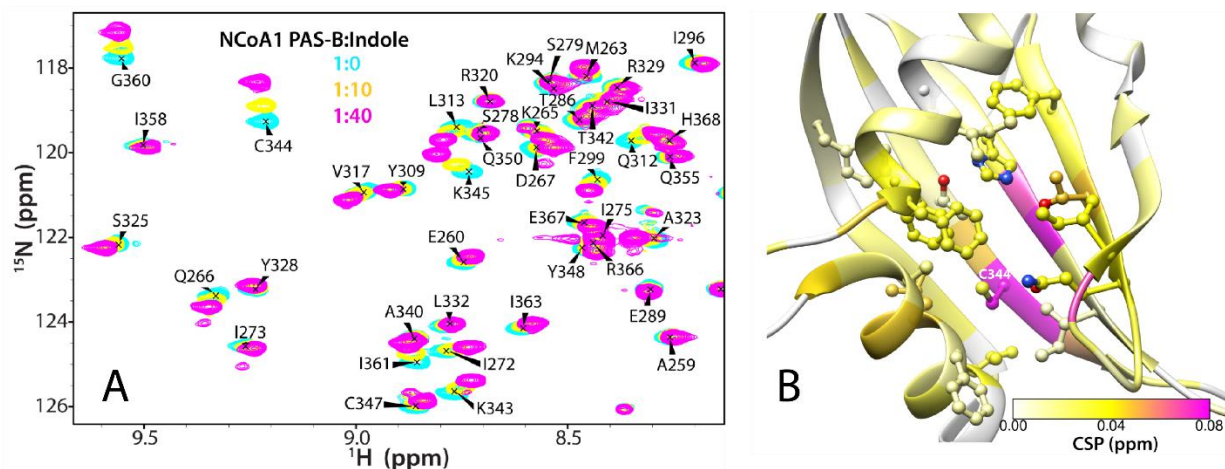 NCoA1 PAS-B:Indole
1:0
1:10
1:40
G360
C344
I358
R320
L313
S278
Q350
K345
V317
Y309
S325
Q266
Y328
I273
E260
A340
L332
I363
I361
I272
C347
K343
S279
K294
M263
I296
T286
R329
K265
I331
T342
H368
F299
Q312
D267
Q355
E367
I275
A323
Y348
R366
E289
A259
118
120
122
124
126
9.5
9.0
8.5
15N (ppm)
1H (ppm)
A
C344
B
0.00
0.04
0.08
CSP (ppm)